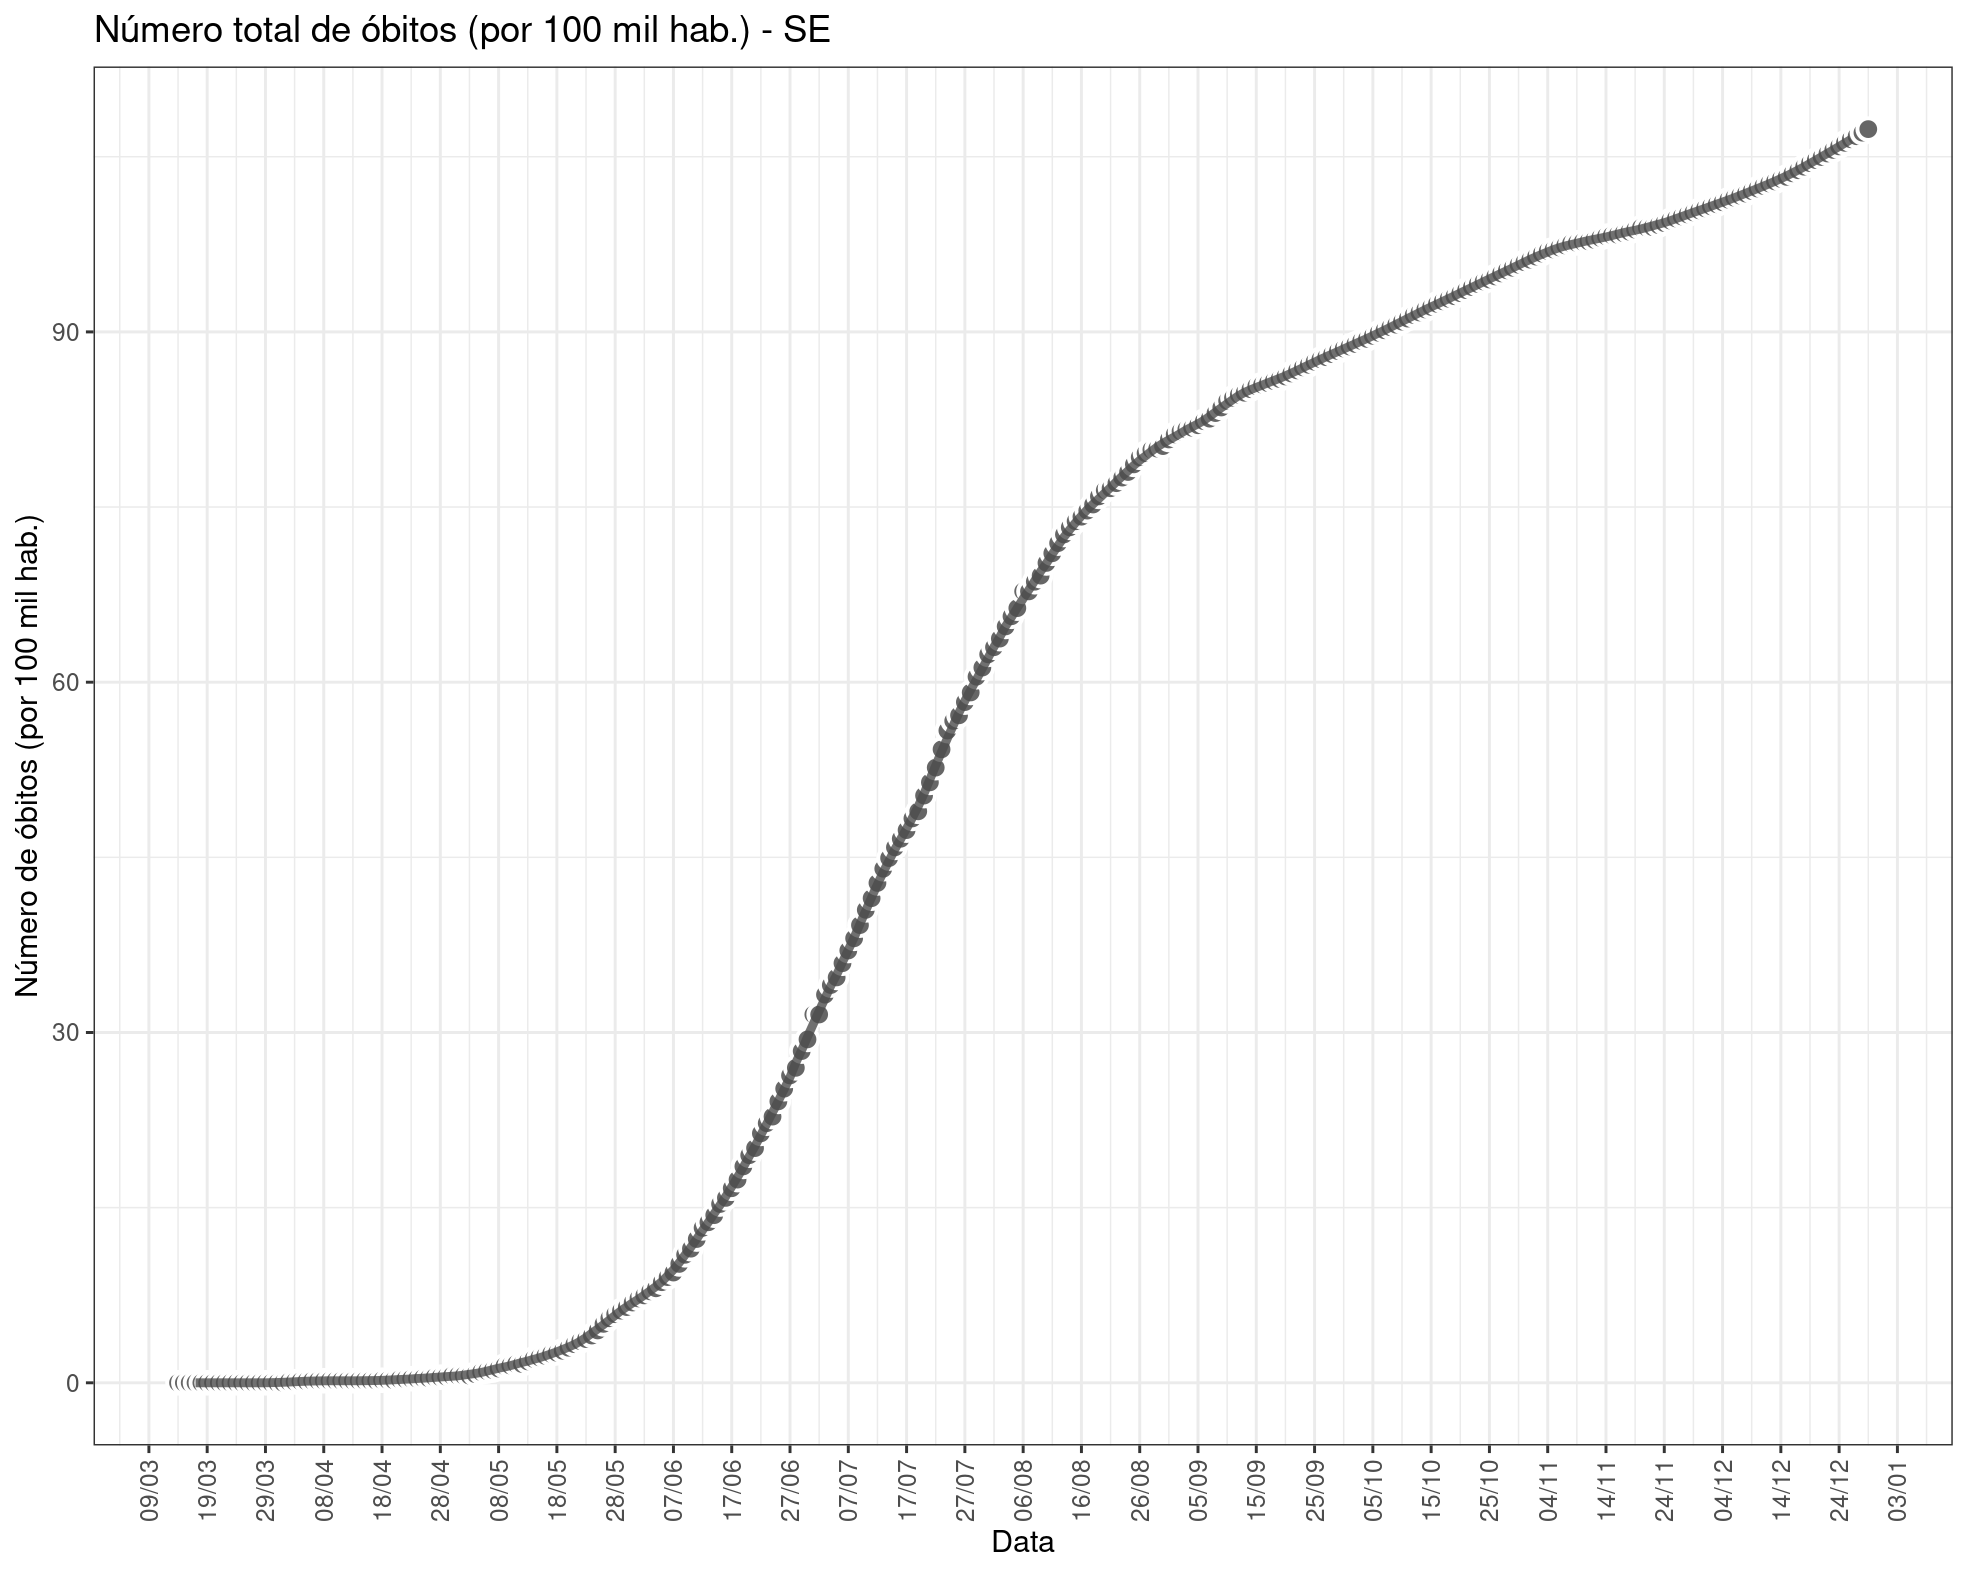 Número total de óbitos (por 100 mil hab.) - SE
Número de óbitos (por 100 mil hab.)
90
60
30
0
09/03 19/03 29/03 08/04 18/04 28/04 08/05 18/05 28/05 07/06 17/06 27/06 07/07 17/07 27/07 06/08 16/08 26/08 05/09 15/09 25/09 05/10 15/10 25/10 04/11 14/11 24/11 04/12 14/12 24/12 03/01
Data